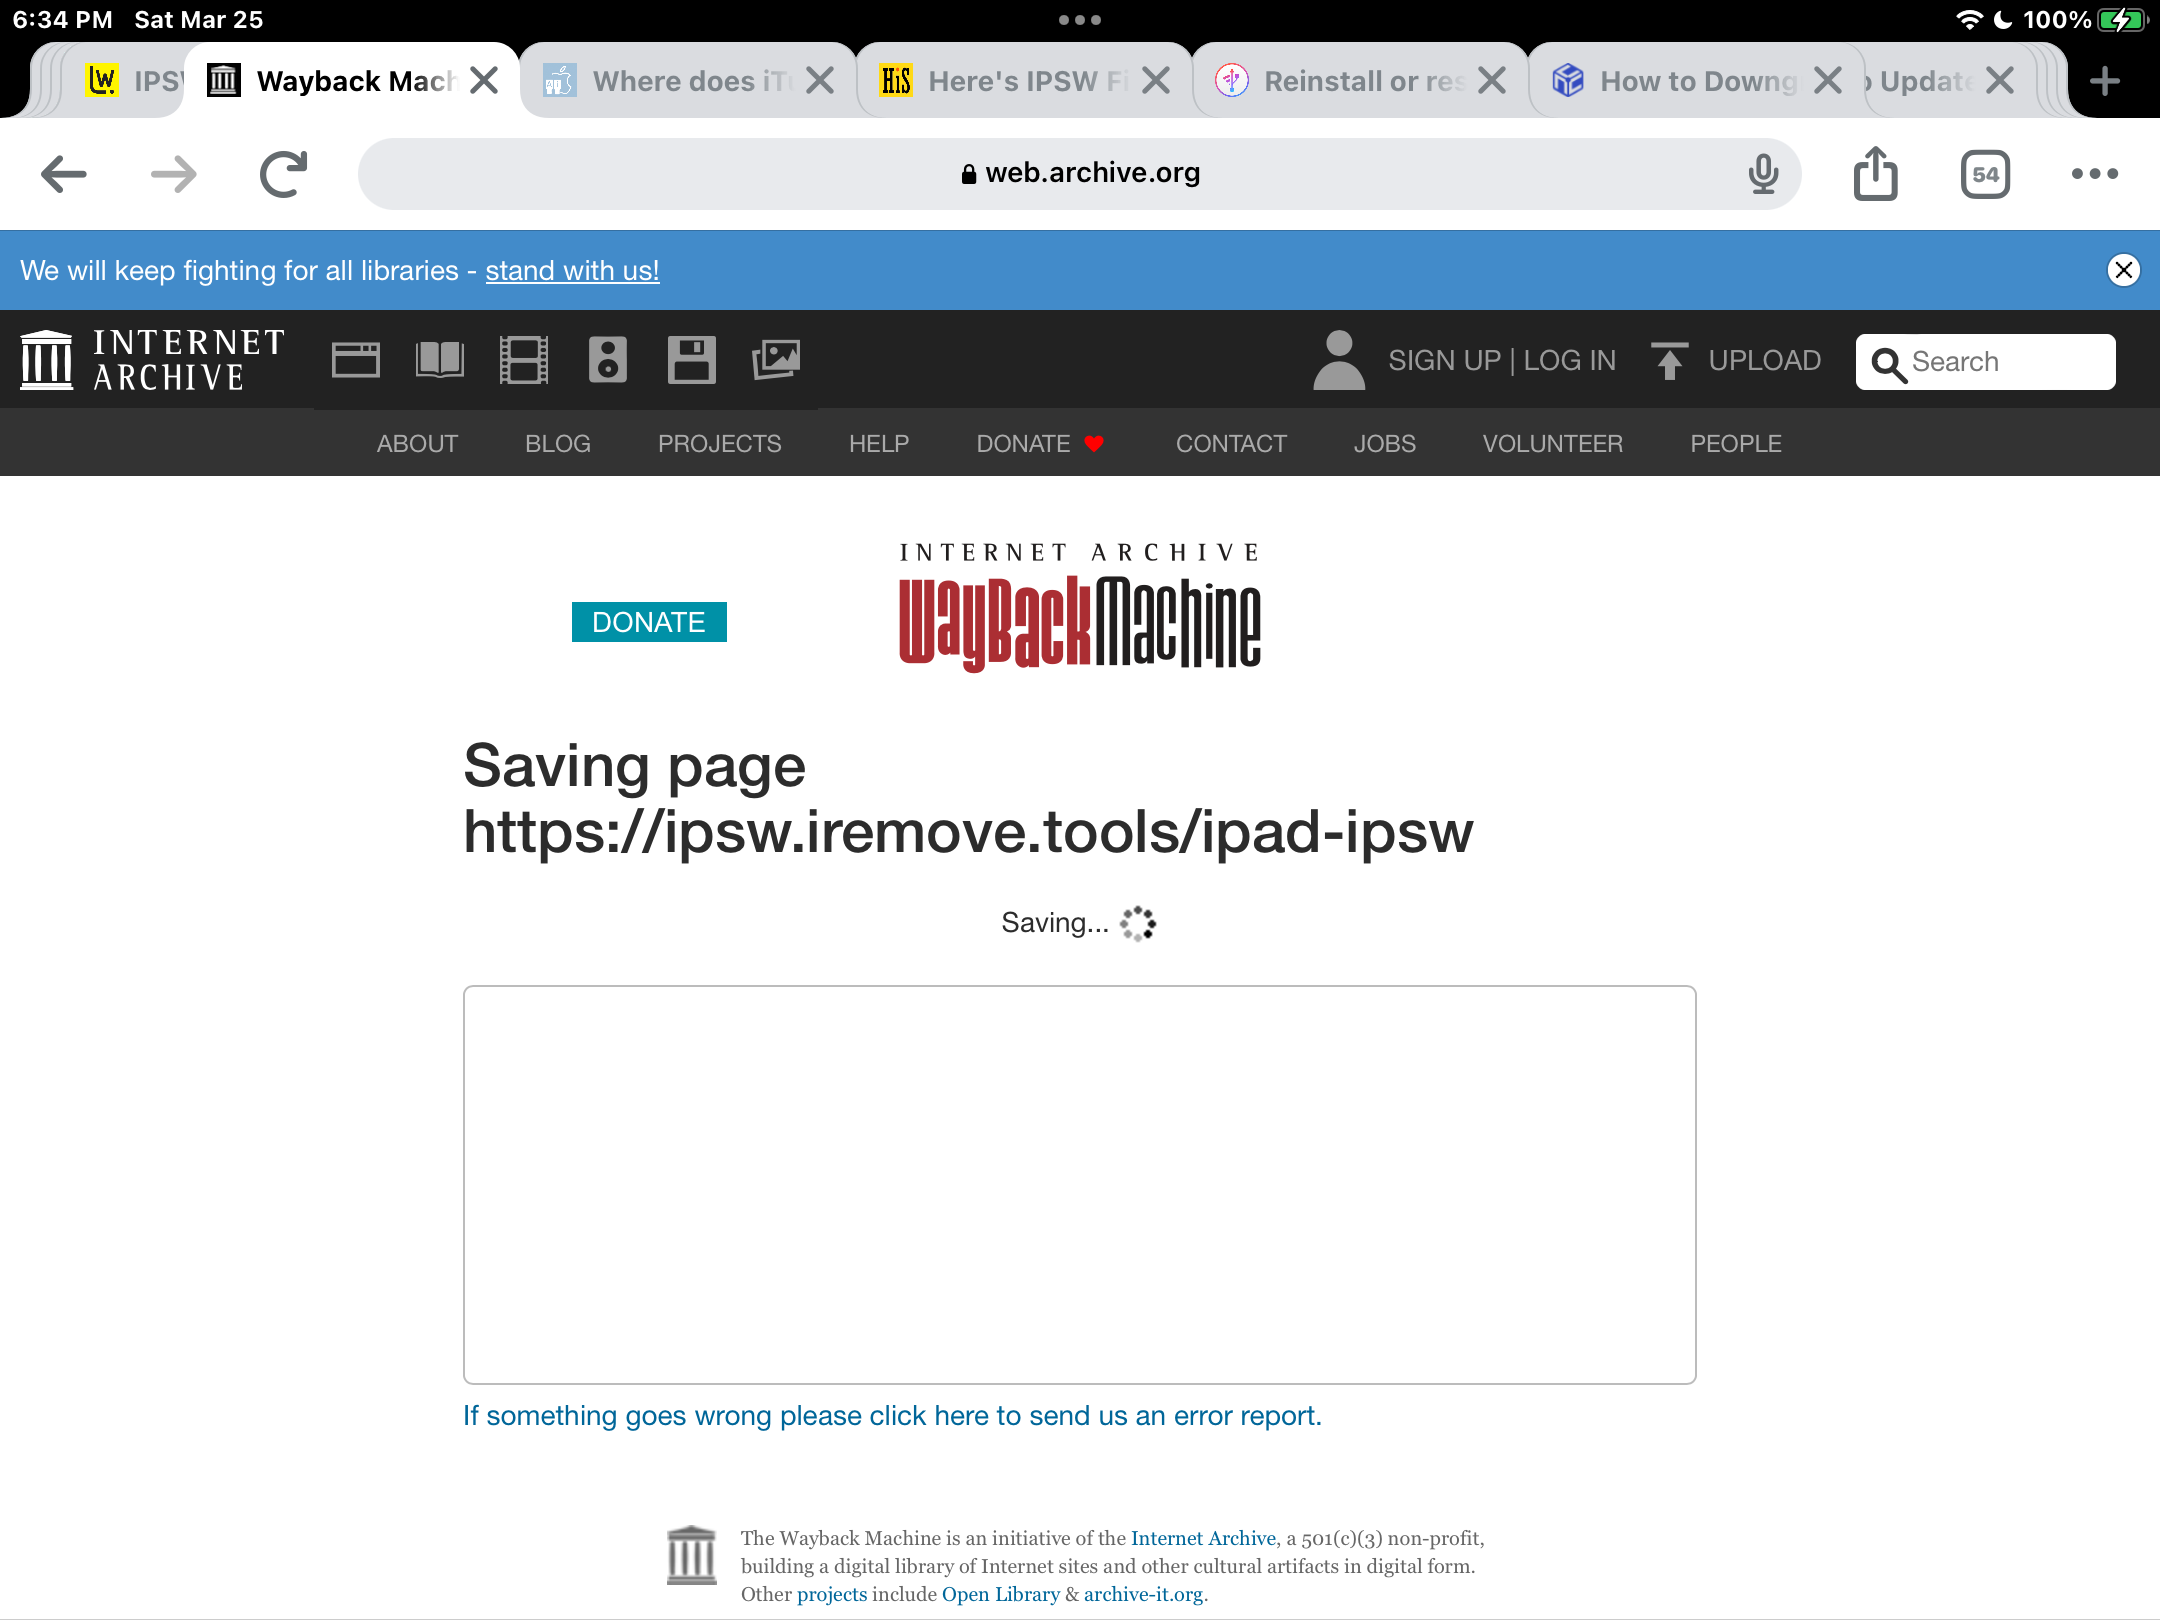 6:34 PM Sat Mar 25
100%
IPSW
Wayback Mach
Where does iTu
Here's IPSW Fi
Reinstall or res
How to Downg
o Update
web.archive.org
54
We will keep fighting for all libraries - stand with us!
INTERNET
ARCHIVE
SIGN UP | LOG IN
UPLOAD
Search
ABOUT
BLOG
PROJECTS
HELP
DONATE
CONTACT
JOBS
VOLUNTEER
PEOPLE
INTERNET ARCHIVE
WayBackMachine
DONATE
Saving page
https://ipsw.iremove.tools/ipad-ipsw
Saving...
If something goes wrong please click here to send us an error report.
The Wayback Machine is an initiative of the Internet Archive, a 501(c)(3) non-profit,
building a digital library of Internet sites and other cultural artifacts in digital form.
Other projects include Open Library & archive-it.org.